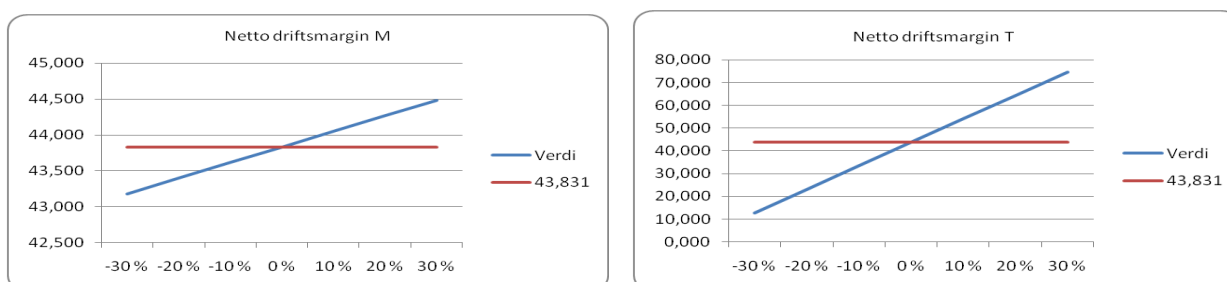 Netto driftsmargin M
45,000
44,500
44,000
43,500
43,000
42,500
-30 % -20 % -10 % 0 % 10 % 20 % 30 %
Verdi
43,831
Netto driftsmargin T
80,000
70,000
60,000
50,000
40,000
30,000
20,000
10,000
0,000
-30 % -20 % -10 % 0 % 10 % 20 % 30 %
Verdi
43,831